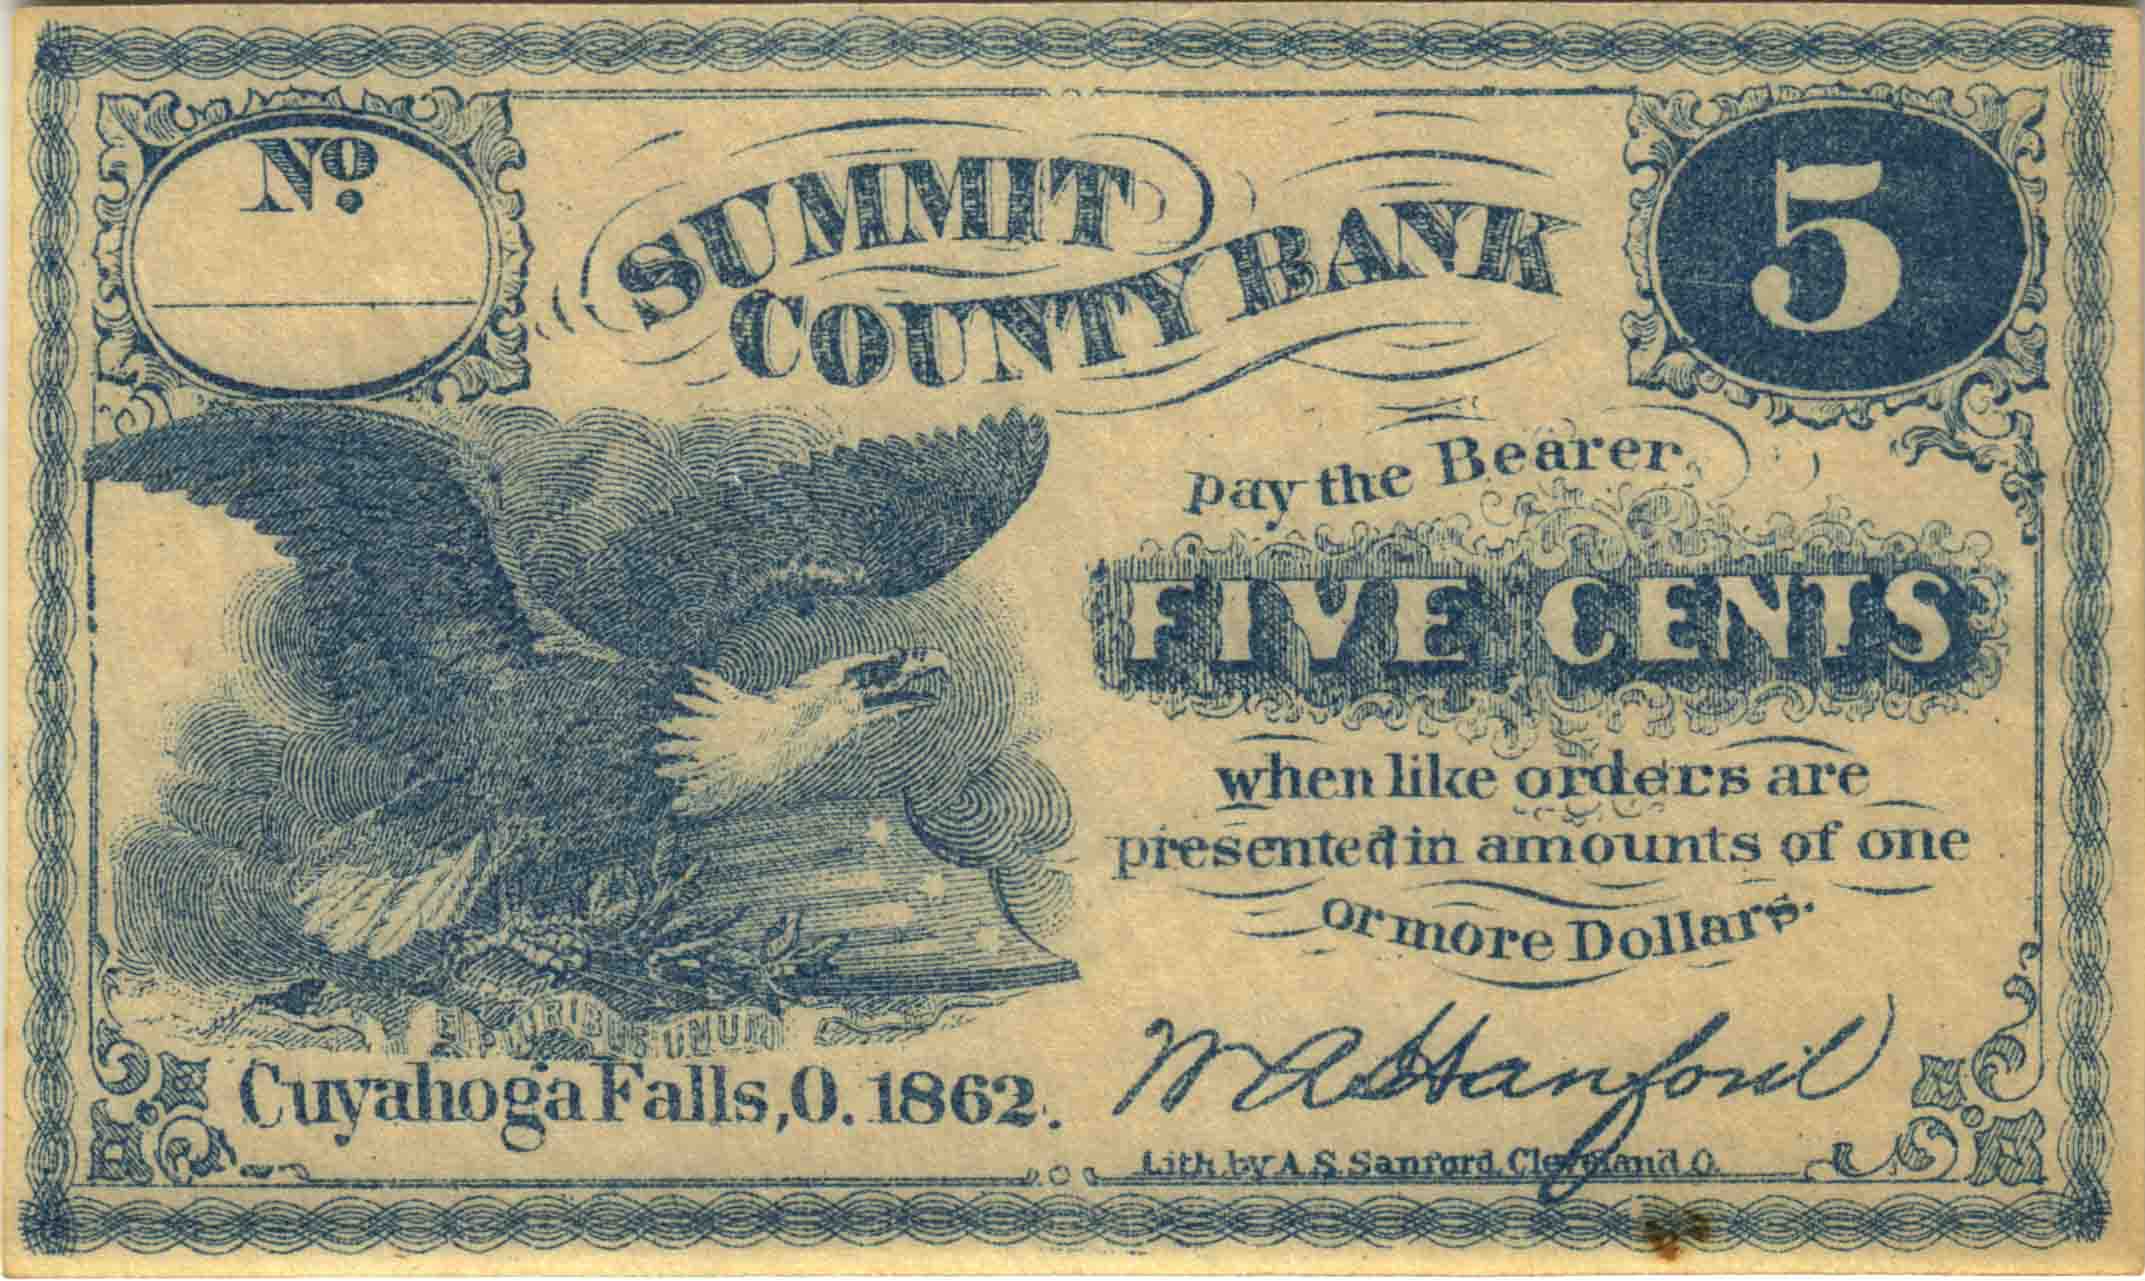 No.
SUMMIT
COUNTY BANK
5
pay the Bearer
FIVE CENTS
when like orders are
presented in amounts of one
or more Dollars.
E PLURIBUS UNUM
Cuyahoga Falls, O. 1862.
W A Hanford
Lith. by A. S. Sanford, Cleveland O.